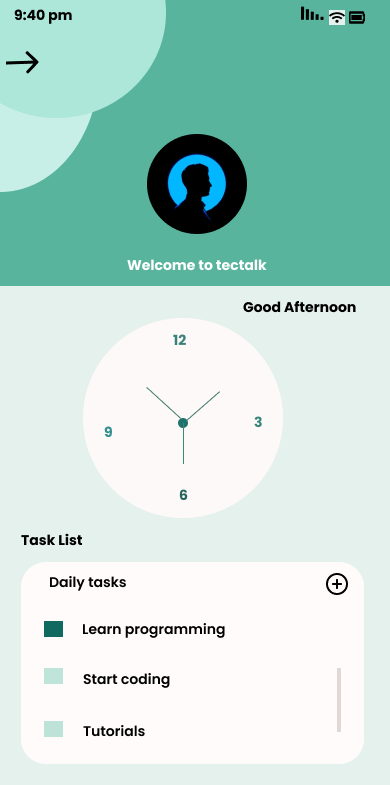 9:40 pm
Welcome to tectalk
Good Afternoon
12
9
3
6
Task List
Daily tasks
Learn programming
Start coding
Tutorials